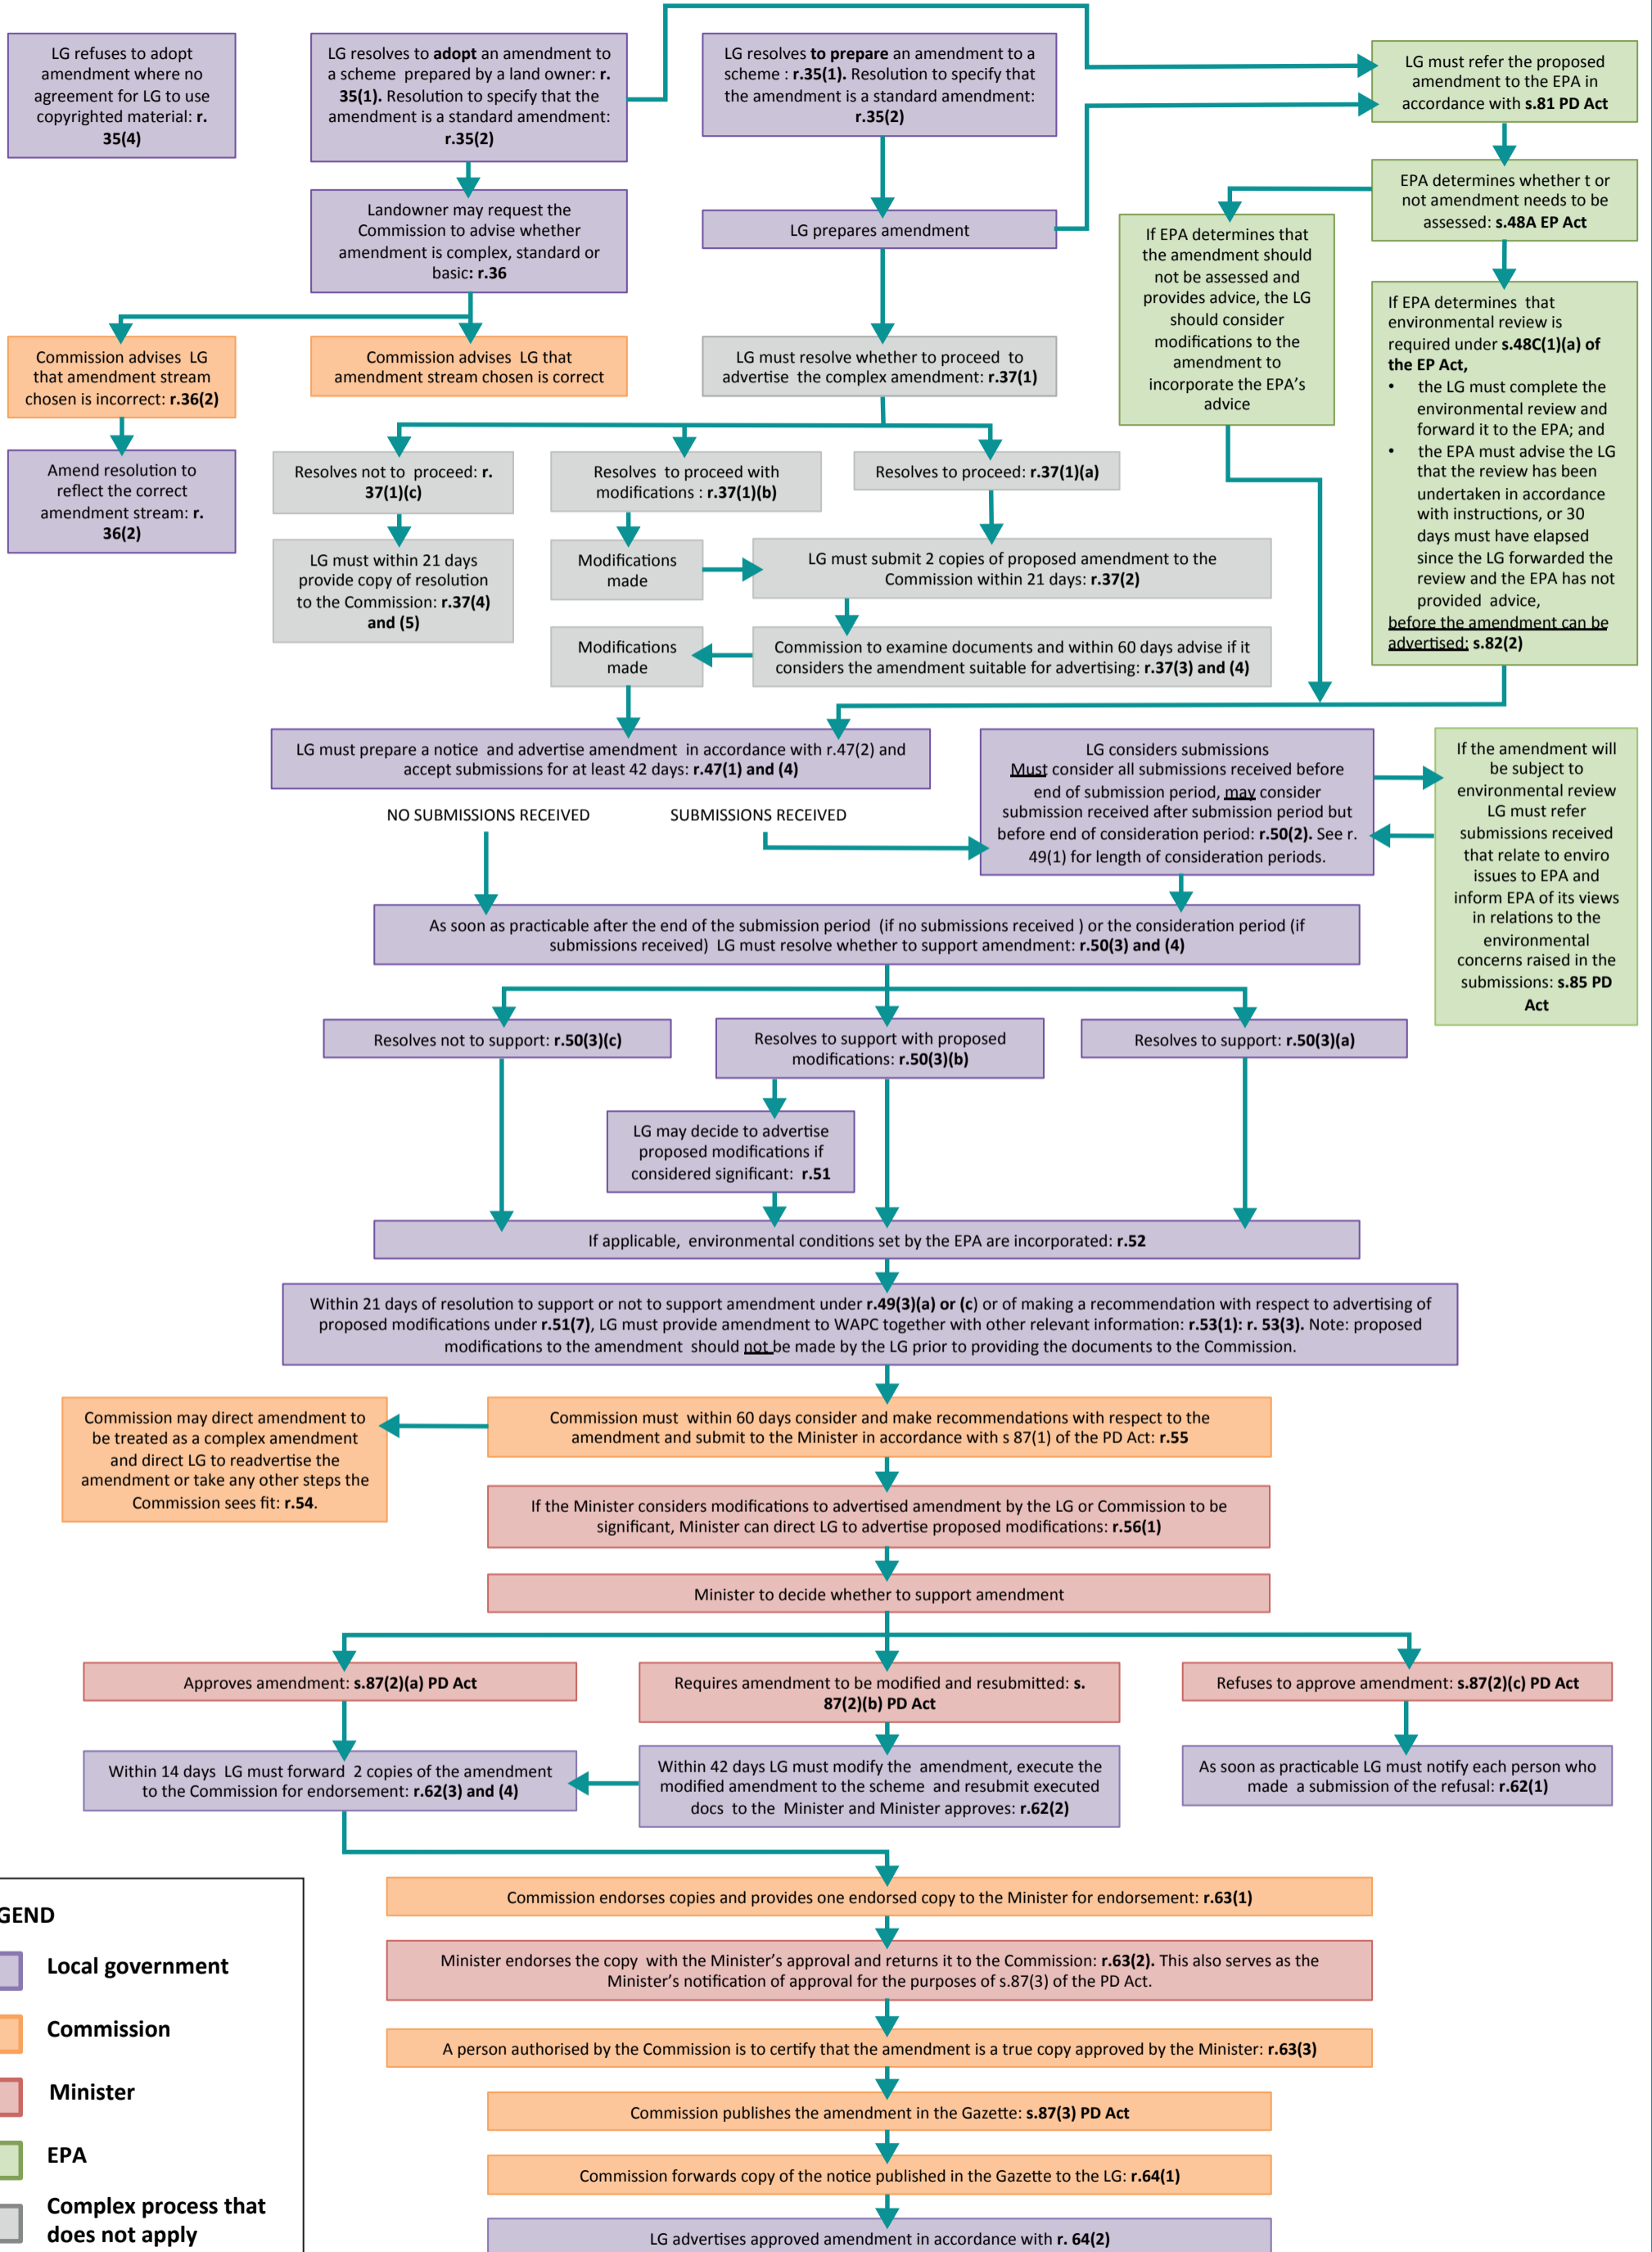 LG refuses to adopt
amendment where no
agreement for LG to use
copyrighted material: r.
35(4)
LG resolves to adopt an amendment to
a scheme prepared by a land owner: r.
35(1). Resolution to specify that the
amendment is a standard amendment:
r.35(2)
LG resolves to prepare an amendment to a
scheme : r.35(1). Resolution to specify that
the amendment is a standard amendment:
r.35(2)
LG must refer the proposed
amendment to the EPA in
accordance with s.81 PD Act
Landowner may request the
Commission to advise whether
amendment is complex, standard or
basic: r.36
LG prepares amendment
EPA determines whether t or
not amendment needs to be
assessed: s.48A EP Act
If EPA determines that
the amendment should
not be assessed and
provides advice, the LG
should consider
modifications to the
amendment to
incorporate the EPA's
advice
If EPA determines that
environmental review is
required under s.48C(1)(a) of
the EP Act,
• the LG must complete the
environmental review and
forward it to the EPA; and
• the EPA must advise the LG
that the review has been
undertaken in accordance
with instructions, or 30
days must have elapsed
since the LG forwarded the
review and the EPA has not
provided advice,
before the amendment can be
advertised: s.82(2)
Commission advises LG
that amendment stream
chosen is incorrect: r.36(2)
Commission advises LG that
amendment stream chosen is correct
LG must resolve whether to proceed to
advertise the complex amendment: r.37(1)
Amend resolution to
reflect the correct
amendment stream: r.
36(2)
Resolves not to proceed: r.
37(1)(c)
Resolves to proceed with
modifications : r.37(1)(b)
Resolves to proceed: r.37(1)(a)
LG must within 21 days
provide copy of resolution
to the Commission: r.37(4)
and (5)
Modifications
made
LG must submit 2 copies of proposed amendment to the
Commission within 21 days: r.37(2)
Modifications
made
Commission to examine documents and within 60 days advise if it
considers the amendment suitable for advertising: r.37(3) and (4)
LG must prepare a notice and advertise amendment in accordance with r.47(2) and
accept submissions for at least 42 days: r.47(1) and (4)
LG considers submissions
Must consider all submissions received before
end of submission period, may consider
submission received after submission period but
before end of consideration period: r.50(2). See r.
49(1) for length of consideration periods.
If the amendment will
be subject to
environmental review
LG must refer
submissions received
that relate to enviro
issues to EPA and
inform EPA of its views
in relations to the
environmental
concerns raised in the
submissions: s.85 PD
Act
NO SUBMISSIONS RECEIVED
SUBMISSIONS RECEIVED
As soon as practicable after the end of the submission period (if no submissions received ) or the consideration period (if
submissions received) LG must resolve whether to support amendment: r.50(3) and (4)
Resolves not to support: r.50(3)(c)
Resolves to support with proposed
modifications: r.50(3)(b)
Resolves to support: r.50(3)(a)
LG may decide to advertise
proposed modifications if
considered significant: r.51
If applicable, environmental conditions set by the EPA are incorporated: r.52
Within 21 days of resolution to support or not to support amendment under r.49(3)(a) or (c) or of making a recommendation with respect to advertising of
proposed modifications under r.51(7), LG must provide amendment to WAPC together with other relevant information: r.53(1): r. 53(3). Note: proposed
modifications to the amendment should not be made by the LG prior to providing the documents to the Commission.
Commission may direct amendment to
be treated as a complex amendment
and direct LG to readvertise the
amendment or take any other steps the
Commission sees fit: r.54.
Commission must within 60 days consider and make recommendations with respect to the
amendment and submit to the Minister in accordance with s 87(1) of the PD Act: r.55
If the Minister considers modifications to advertised amendment by the LG or Commission to be
significant, Minister can direct LG to advertise proposed modifications: r.56(1)
Minister to decide whether to support amendment
Approves amendment: s.87(2)(a) PD Act
Requires amendment to be modified and resubmitted: s.
87(2)(b) PD Act
Refuses to approve amendment: s.87(2)(c) PD Act
Within 14 days LG must forward 2 copies of the amendment
to the Commission for endorsement: r.62(3) and (4)
Within 42 days LG must modify the amendment, execute the
modified amendment to the scheme and resubmit executed
docs to the Minister and Minister approves: r.62(2)
As soon as practicable LG must notify each person who
made a submission of the refusal: r.62(1)
Commission endorses copies and provides one endorsed copy to the Minister for endorsement: r.63(1)
Minister endorses the copy with the Minister's approval and returns it to the Commission: r.63(2). This also serves as the
Minister's notification of approval for the purposes of s.87(3) of the PD Act.
A person authorised by the Commission is to certify that the amendment is a true copy approved by the Minister: r.63(3)
Commission publishes the amendment in the Gazette: s.87(3) PD Act
Commission forwards copy of the notice published in the Gazette to the LG: r.64(1)
LG advertises approved amendment in accordance with r. 64(2)
GEND
Local government
Commission
Minister
EPA
Complex process that
does not apply